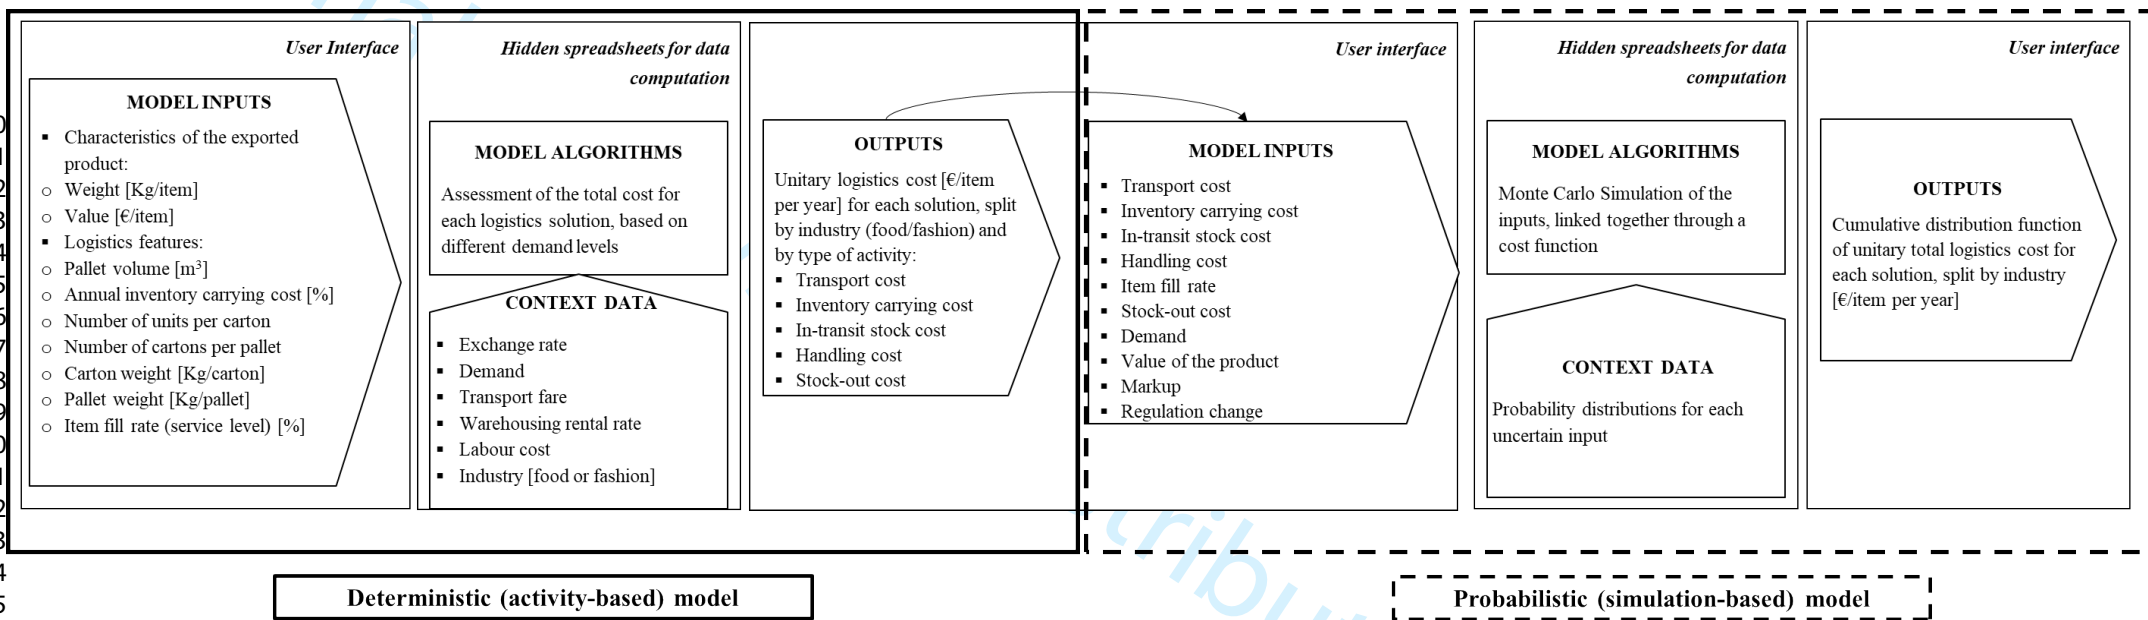 User Interface
MODEL INPUTS
▪ Characteristics of the exported
product:
o Weight [Kg/item]
o Value [€/item]
▪ Logistics features:
o Pallet volume [m³]
o Annual inventory carrying cost [%]
o Number of units per carton
o Number of cartons per pallet
o Carton weight [Kg/carton]
o Pallet weight [Kg/pallet]
o Item fill rate (service level) [%]
Hidden spreadsheets for data
computation
MODEL ALGORITHMS
Assessment of the total cost for
each logistics solution, based on
different demand levels
CONTEXT DATA
▪ Exchange rate
▪ Demand
▪ Transport fare
▪ Warehousing rental rate
▪ Labour cost
▪ Industry [food or fashion]
OUTPUTS
Unitary logistics cost [€/item
per year] for each solution, split
by industry (food/fashion) and
by type of activity:
▪ Transport cost
▪ Inventory carrying cost
▪ In-transit stock cost
▪ Handling cost
▪ Stock-out cost
User interface
MODEL INPUTS
▪ Transport cost
▪ Inventory carrying cost
▪ In-transit stock cost
▪ Handling cost
▪ Item fill rate
▪ Stock-out cost
▪ Demand
▪ Value of the product
▪ Markup
▪ Regulation change
Hidden spreadsheets for data
computation
MODEL ALGORITHMS
Monte Carlo Simulation of the
inputs, linked together through a
cost function
CONTEXT DATA
Probability distributions for each
uncertain input
User interface
OUTPUTS
Cumulative distribution function
of unitary total logistics cost for
each solution, split by industry
[€/item per year]
Deterministic (activity-based) model
Probabilistic (simulation-based) model